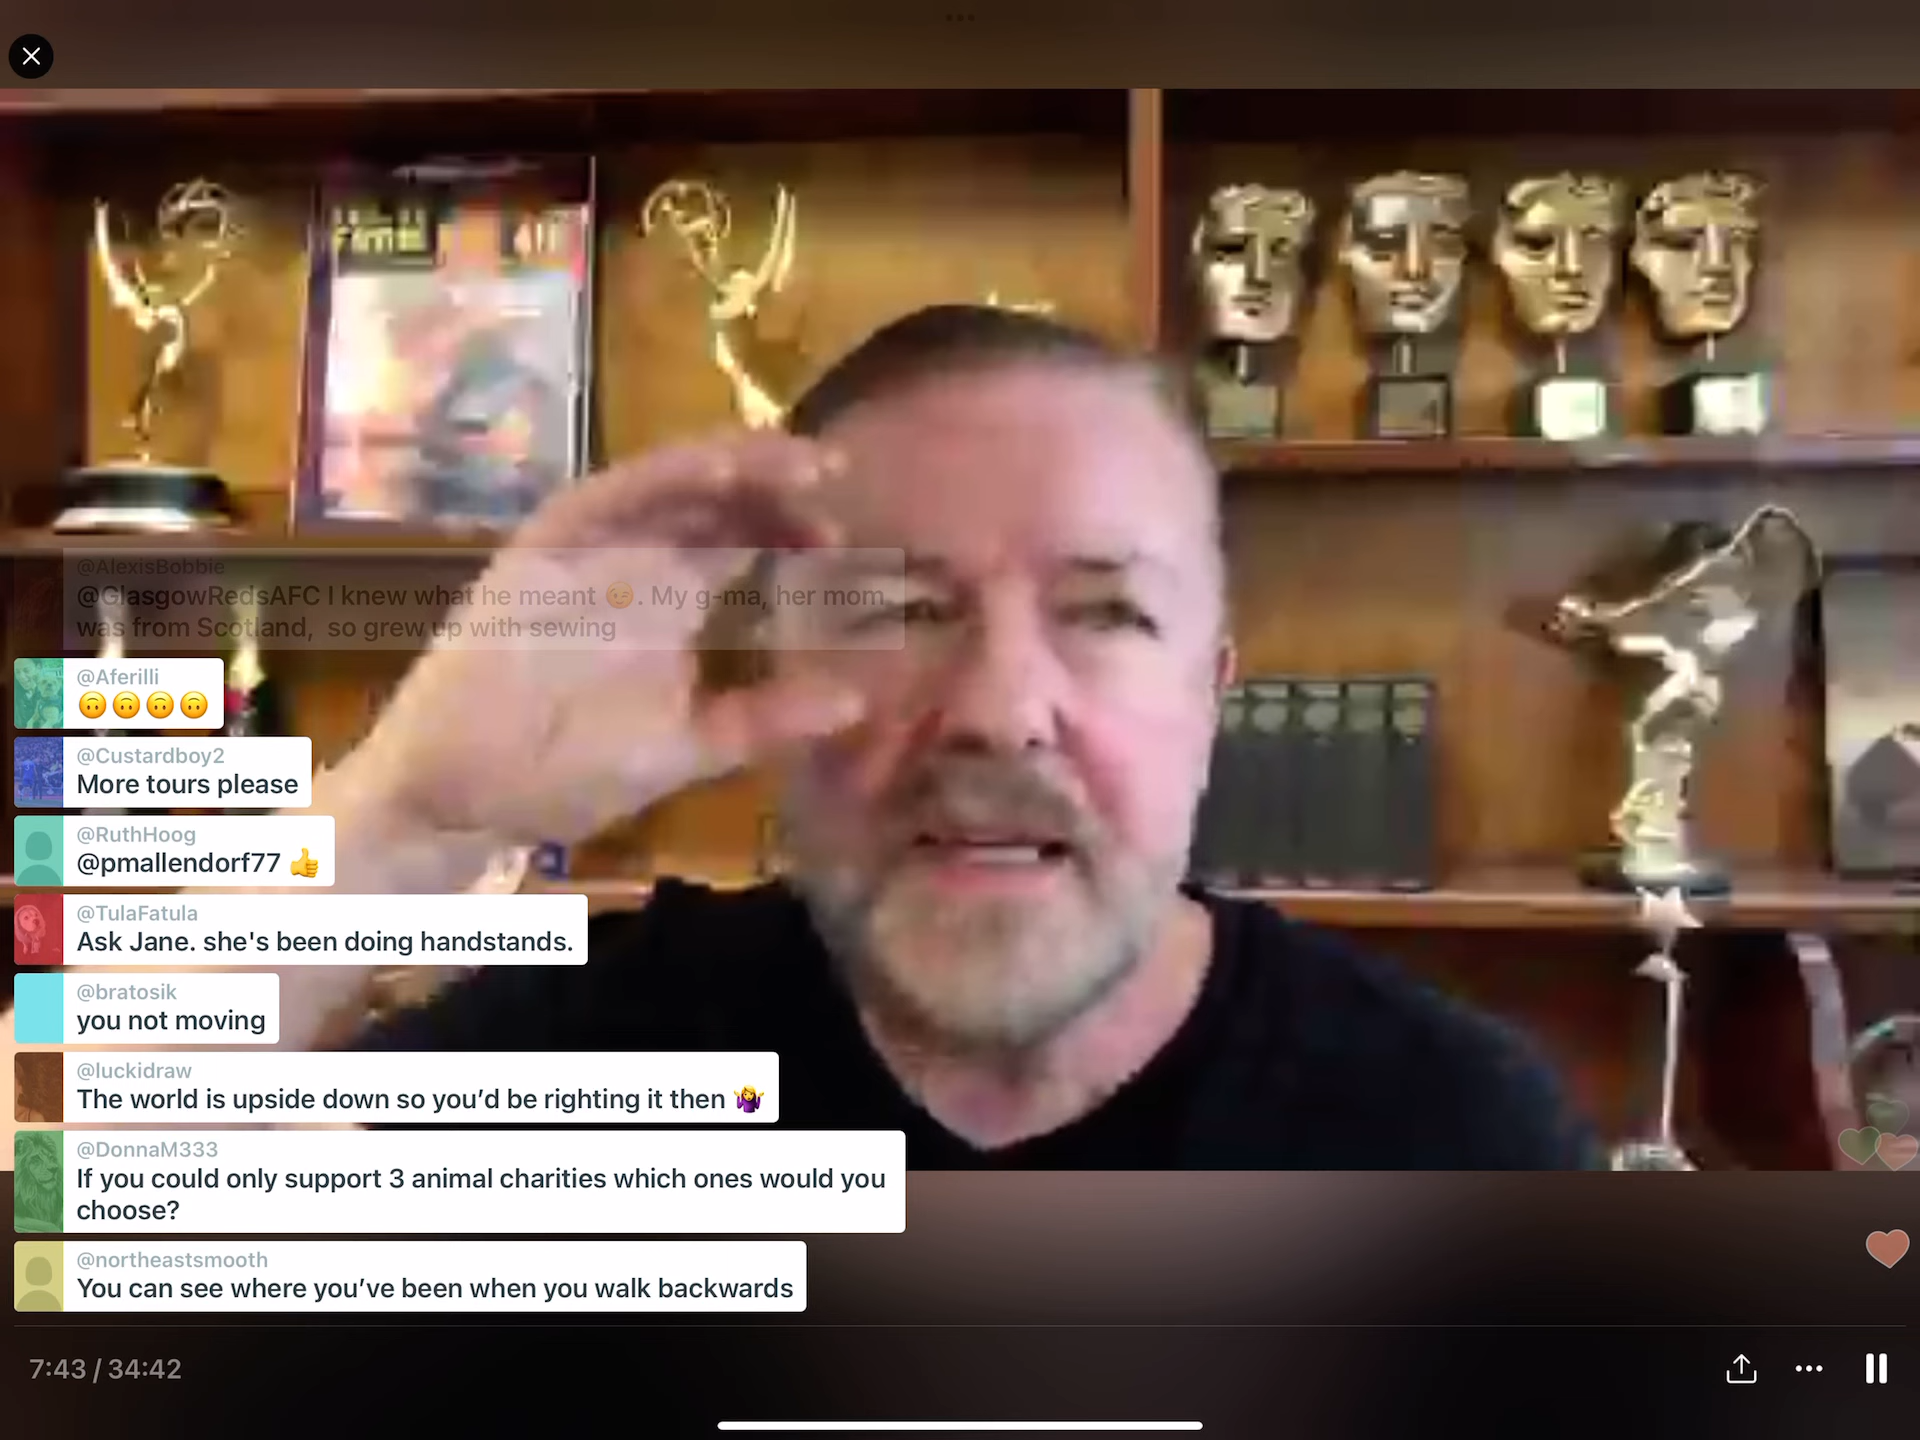 @AlexisBobbie
@GlasgowRedsAFC I knew what he meant 😉. My g-ma, her mom,
was from Scotland,  so grew up with sewing
@Aferilli
🙃🙃🙃🙃
@Custardboy2
More tours please
@RuthHoog
@pmallendorf77 👍
@TulaFatula
Ask Jane. she's been doing handstands.
@bratosik
you not moving
@luckidraw
The world is upside down so you’d be righting it then 🤷‍♀️
@DonnaM333
If you could only support 3 animal charities which ones would you
choose?
@northeastsmooth
You can see where you’ve been when you walk backwards
7:43 / 34:42